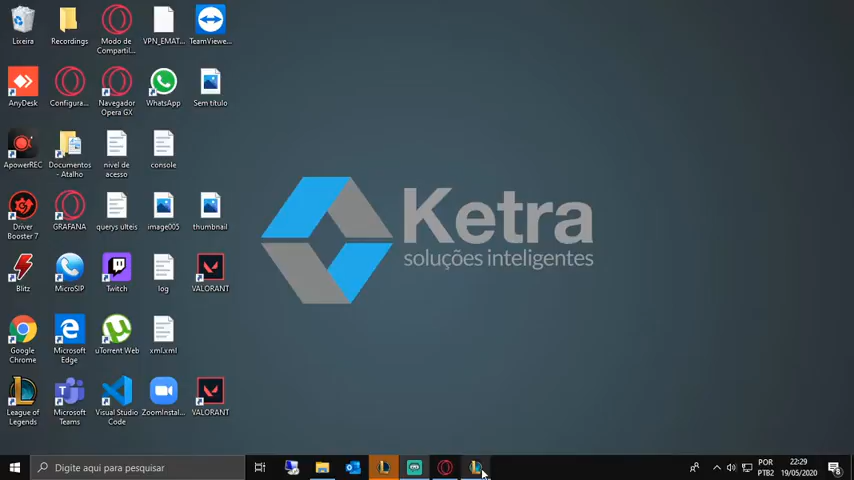 Lixeira
Recordings
Modo de
Compartil...
VPN_EMAT...
TeamView...
AnyDesk
Configura...
Navegador
Opera GX
WhatsApp
Sem título
ApowerREC
Documentos
- Atalho
nivel de
acesso
console
Driver
Booster 7
GRAFANA
querys ulteis
image005
thumbnail
Blitz
MicroSIP
Twitch
log
VALORANT
Google
Chrome
Microsoft
Edge
uTorrent Web
xml.xml
League of
Legends
Microsoft
Teams
Visual Studio
Code
ZoomInstal...
VALORANT
Ketra
soluções inteligentes
Digite aqui para pesquisar
POR
PTB2
22:29
19/05/2020
8